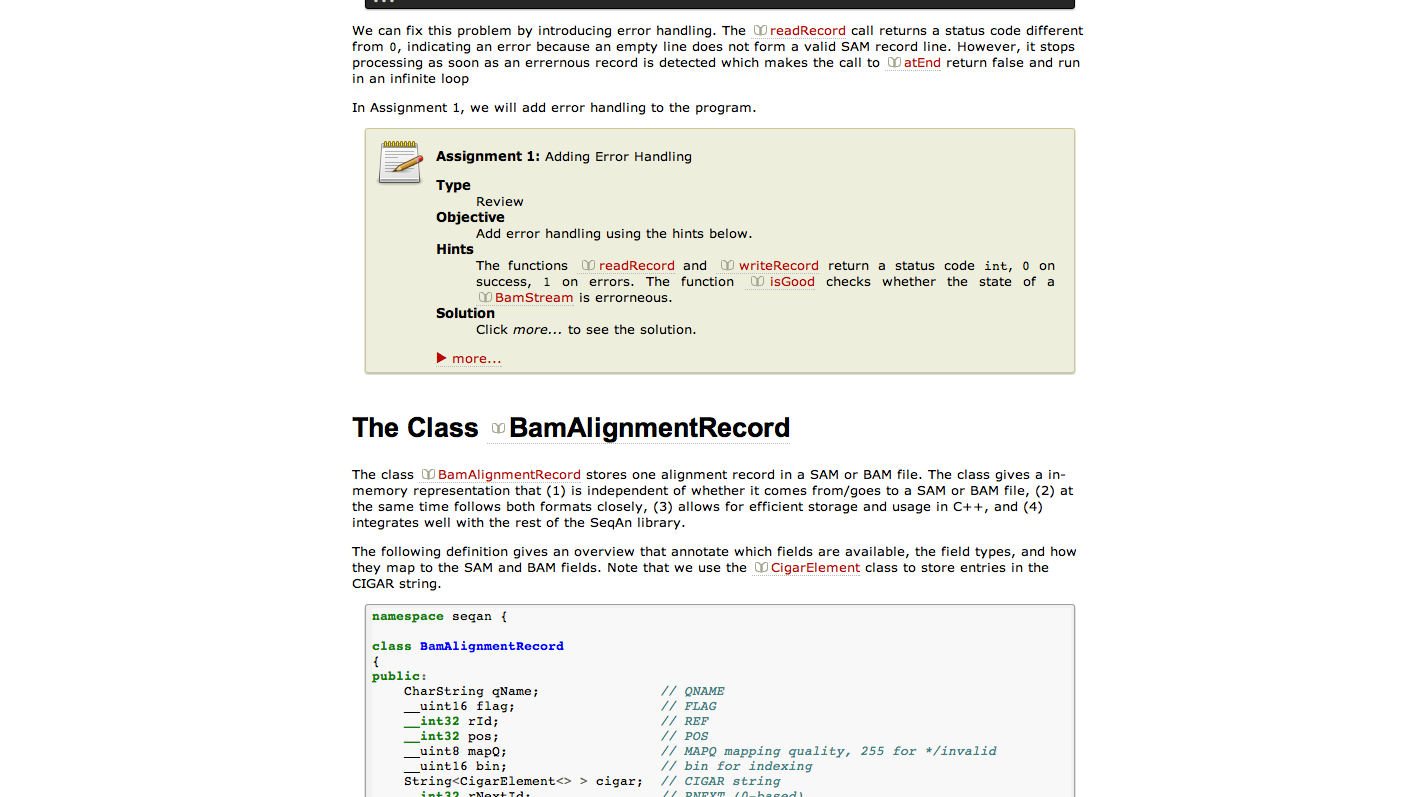 We can fix this problem by introducing error handling. The readRecord call returns a status code different
from 0, indicating an error because an empty line does not form a valid SAM record line. However, it stops
processing as soon as an errernous record is detected which makes the call to atEnd return false and run
in an infinite loop
In Assignment 1, we will add error handling to the program.
Assignment 1: Adding Error Handling
Type
Review
Objective
Add error handling using the hints below.
Hints
The functions readRecord and writeRecord return a status code int, 0 on
success, 1 on errors. The function isGood checks whether the state of a
BamStream is errorneous.
Solution
Click more... to see the solution.
more...
The Class BamAlignmentRecord
The class BamAlignmentRecord stores one alignment record in a SAM or BAM file. The class gives a in-
memory representation that (1) is independent of whether it comes from/goes to a SAM or BAM file, (2) at
the same time follows both formats closely, (3) allows for efficient storage and usage in C++, and (4)
integrates well with the rest of the SeqAn library.
The following definition gives an overview that annotate which fields are available, the field types, and how
they map to the SAM and BAM fields. Note that we use the CigarElement class to store entries in the
CIGAR string.
namespace seqan {
class BamAlignmentRecord
{
public:
CharString qName; // QNAME
__uint16 flag; // FLAG
__int32 rId; // REF
__int32 pos; // POS
__uint8 mapQ; // MAPQ mapping quality, 255 for */invalid
__uint16 bin; // bin for indexing
String<CigarElement<> > cigar; // CIGAR string
__int32 rNextId; // RNEXT (0-based)